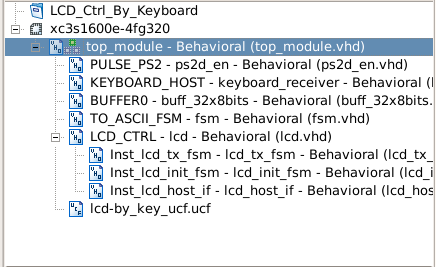 LCD_Ctrl_By_Keyboard
xc3s1600e-4fg320
top_module - Behavioral (top_module.vhd)
PULSE_PS2 - ps2d_en - Behavioral (ps2d_en.vhd)
KEYBOARD_HOST - keyboard_receiver - Behavioral (
BUFFER0 - buff_32x8bits - Behavioral (buff_32x8bits.
TO_ASCII_FSM - fsm - Behavioral (fsm.vhd)
LCD_CTRL - lcd - Behavioral (lcd.vhd)
Inst_lcd_tx_fsm - lcd_tx_fsm - Behavioral (lcd_tx_
Inst_lcd_init_fsm - lcd_init_fsm - Behavioral (lcd_i
Inst_lcd_host_if - lcd_host_if - Behavioral (lcd_hos
lcd-by_key_ucf.ucf